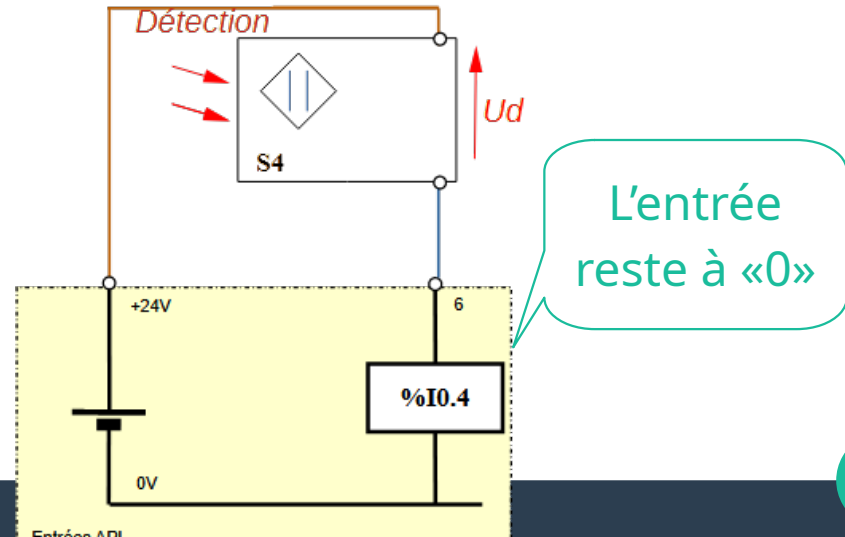 Détection
Ud
S4
L’entrée
reste à «0»
+24V
6
%I0.4
0V
Entrées API